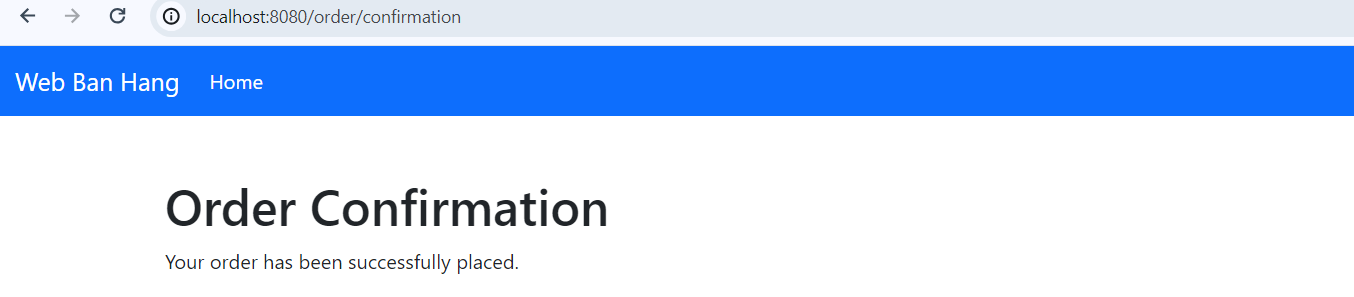 localhost:8080/order/confirmation
Web Ban Hang Home
Order Confirmation
Your order has been successfully placed.